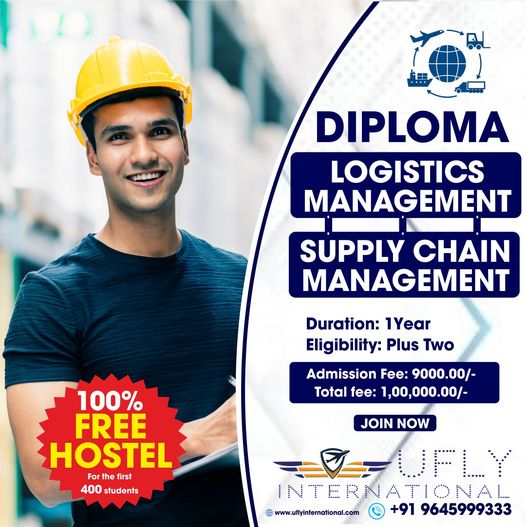 DIPLOMA
LOGISTICS
MANAGEMENT
SUPPLY CHAIN
MANAGEMENT
Duration: 1Year
Eligibility: Plus Two
Admission Fee: 9000.00/-
Total fee: 1,00,000.00/-
JOIN NOW
100%
FREE
HOSTEL
For the first
400 students
UFLY
INTERNATIONAL
www.uflyinternational.com
+91 9645999333